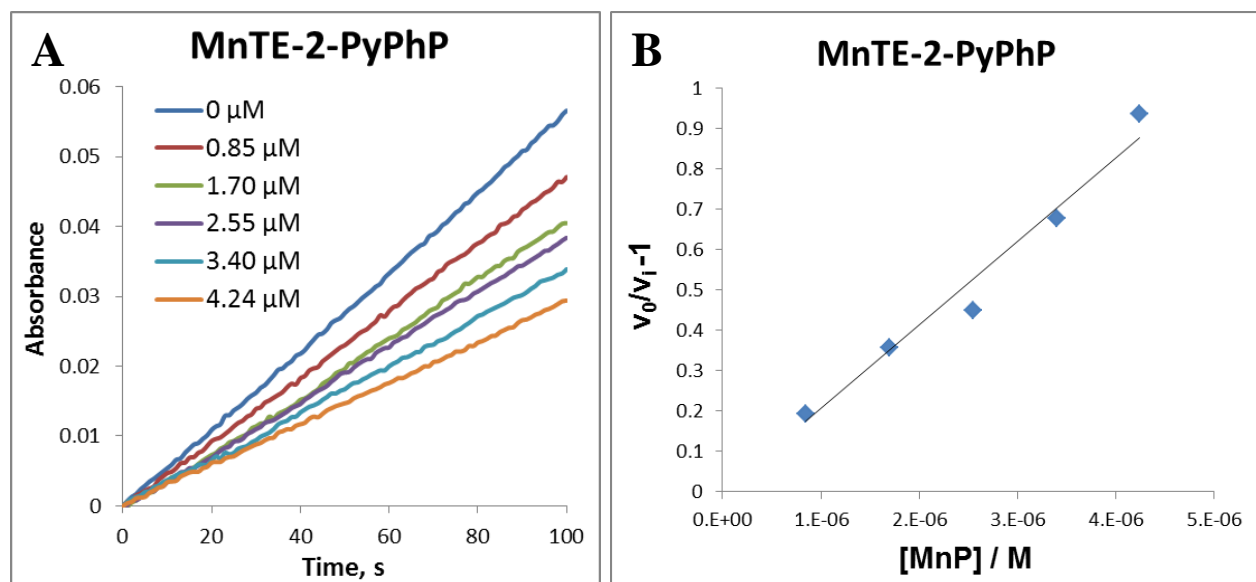 A
MnTE-2-PyPhP
0.06
0.05
0.04
0.03
0.02
0.01
0
Absorbance
0 μM
0.85 μM
1.70 μM
2.55 μM
3.40 μM
4.24 μM
0 20 40 60 80 100
Time, s
B
MnTE-2-PyPhP
1
0.9
0.8
0.7
0.6
0.5
0.4
0.3
0.2
0.1
0
v₀/vᵢ-1
0.E+00 1.E-06 2.E-06 3.E-06 4.E-06 5.E-06
[MnP] / M